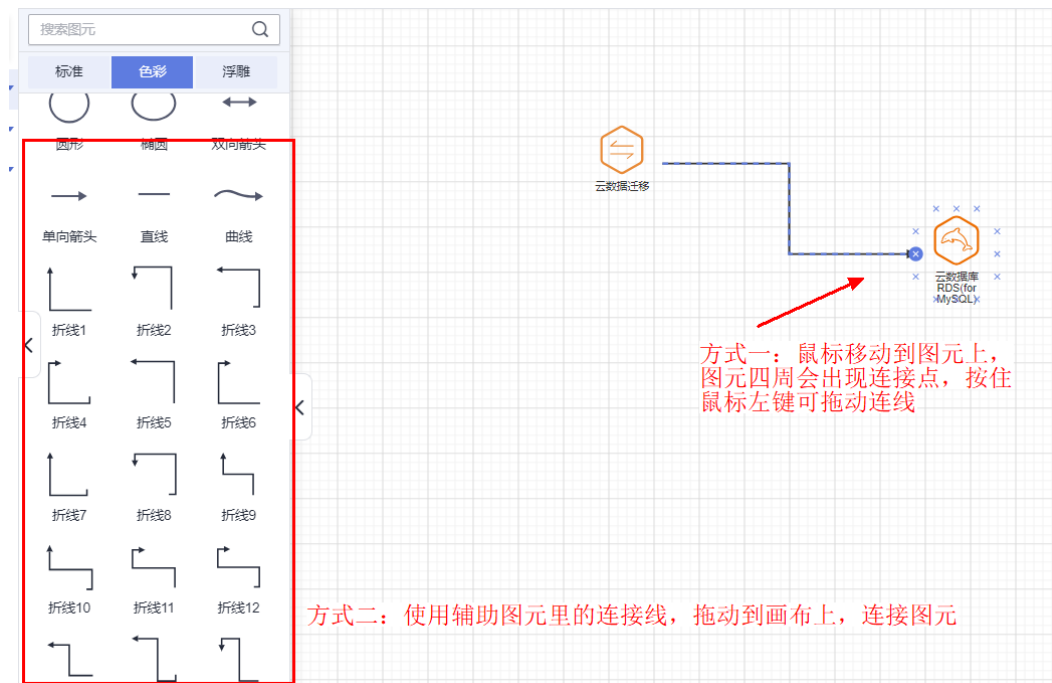 搜索图元
标准 色彩 浮雕
圆形 椭圆 双向箭头
单向箭头 直线 曲线
折线1 折线2 折线3
折线4 折线5 折线6
折线7 折线8 折线9
折线10 折线11 折线12
云数据迁移
云数据库
RDS(for
MySQL)
方式一：鼠标移动到图元上，
图元四周会出现连接点，按住
鼠标左键可拖动连线
方式二：使用辅助图元里的连接线，拖动到画布上，连接图元